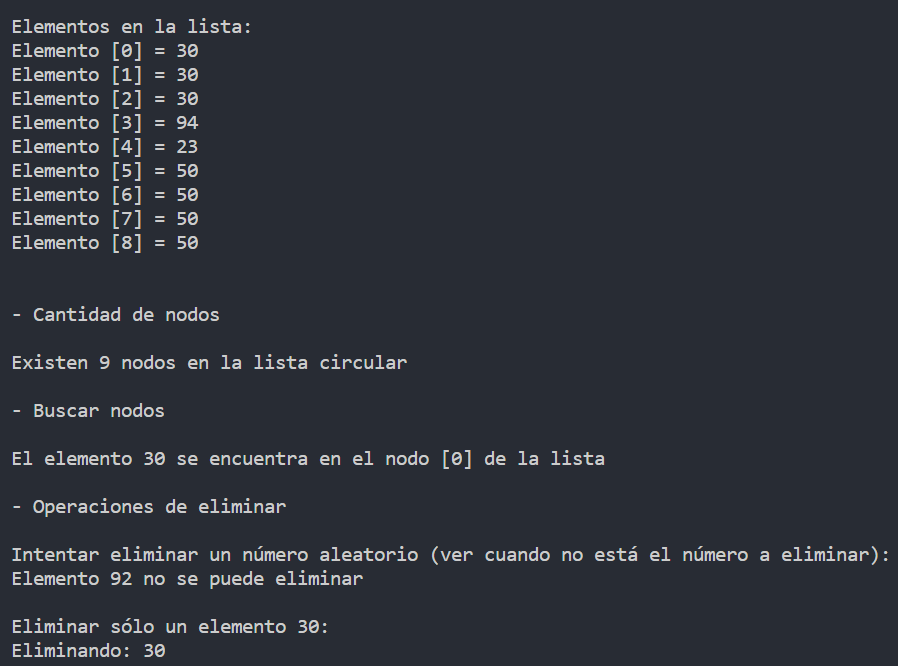 Elementos en la lista:
Elemento [0] = 30
Elemento [1] = 30
Elemento [2] = 30
Elemento [3] = 94
Elemento [4] = 23
Elemento [5] = 50
Elemento [6] = 50
Elemento [7] = 50
Elemento [8] = 50
- Cantidad de nodos
Existen 9 nodos en la lista circular
- Buscar nodos
El elemento 30 se encuentra en el nodo [0] de la lista
- Operaciones de eliminar
Intentar eliminar un número aleatorio (ver cuando no está el número a eliminar):
Elemento 92 no se puede eliminar
Eliminar sólo un elemento 30:
Eliminando: 30